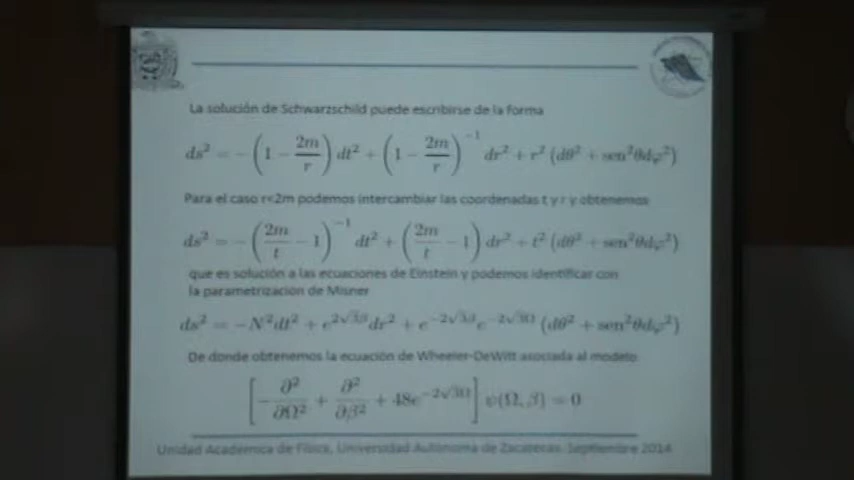 La solución de Schwarzschild puede escribirse de la forma
ds² = −(1 − 2m/r) dt² + (1 − 2m/r)⁻¹ dr² + r² (dθ² + sen²θdφ²)
Para el caso r<2m podemos intercambiar las coordenadas t y r y obtenemos
ds² = −(2m/t − 1)⁻¹ dt² + (2m/t − 1) dr² + t² (dθ² + sen²θdφ²)
que es solución a las ecuaciones de Einstein y podemos identificar con
la parametrización de Misner
ds² = −N²dt² + e^{2√3β}dr² + e^{−2√3β}e^{−2√3Ω} (dθ² + sen²θdφ²)
De donde obtenemos la ecuación de Wheeler-DeWitt asociada al modelo
[−∂²/∂Ω² + ∂²/∂β² + 48e^{−2√3Ω}] ψ(Ω, β) = 0
Unidad Académica de Física, Universidad Autónoma de Zacatecas. Septiembre 2014